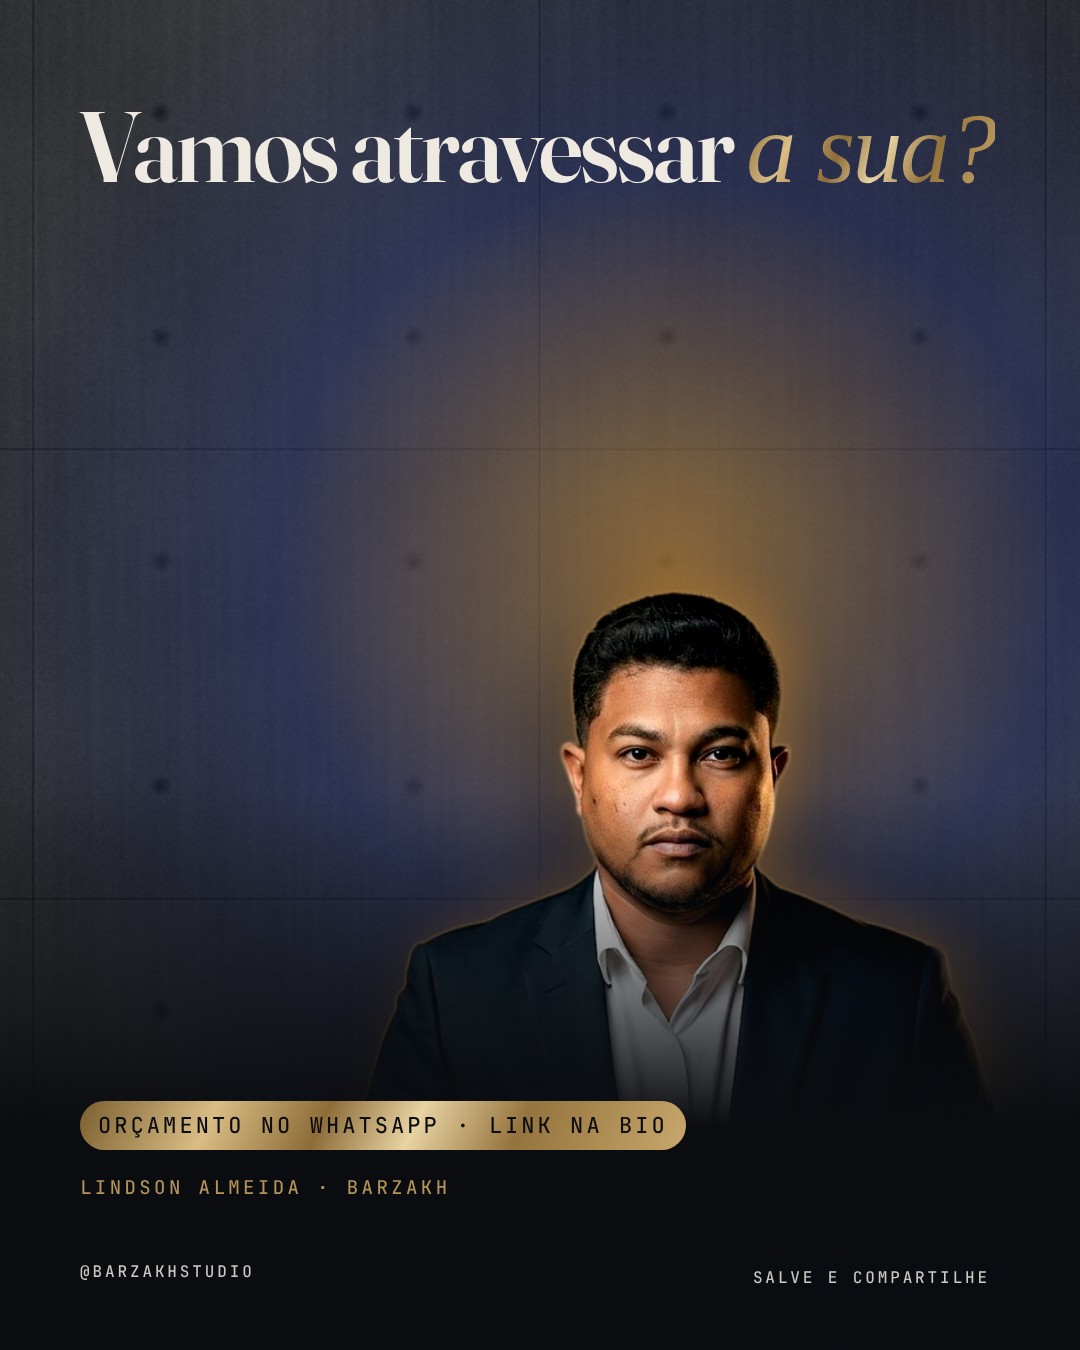 Vamos atravessar a sua?
ORÇAMENTO NO WHATSAPP · LINK NA BIO
LINDSON ALMEIDA · BARZAKH
@BARZAKHSTUDIO
SALVE E COMPARTILHE